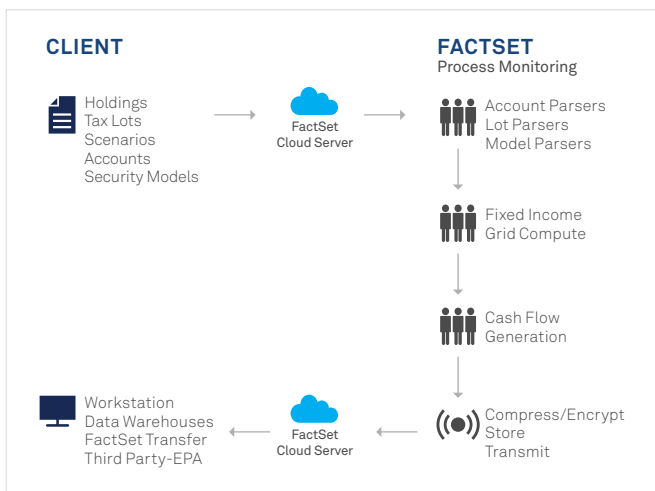 CLIENT
FACTSET
Process Monitoring
Holdings
Tax Lots
Scenarios
Accounts
Security Models
FactSet
Cloud Server
Account Parsers
Lot Parsers
Model Parsers
Fixed Income
Grid Compute
Cash Flow
Generation
Workstation
Data Warehouses
FactSet Transfer
Third Party-EPA
FactSet
Cloud Server
Compress/Encrypt
Store
Transmit